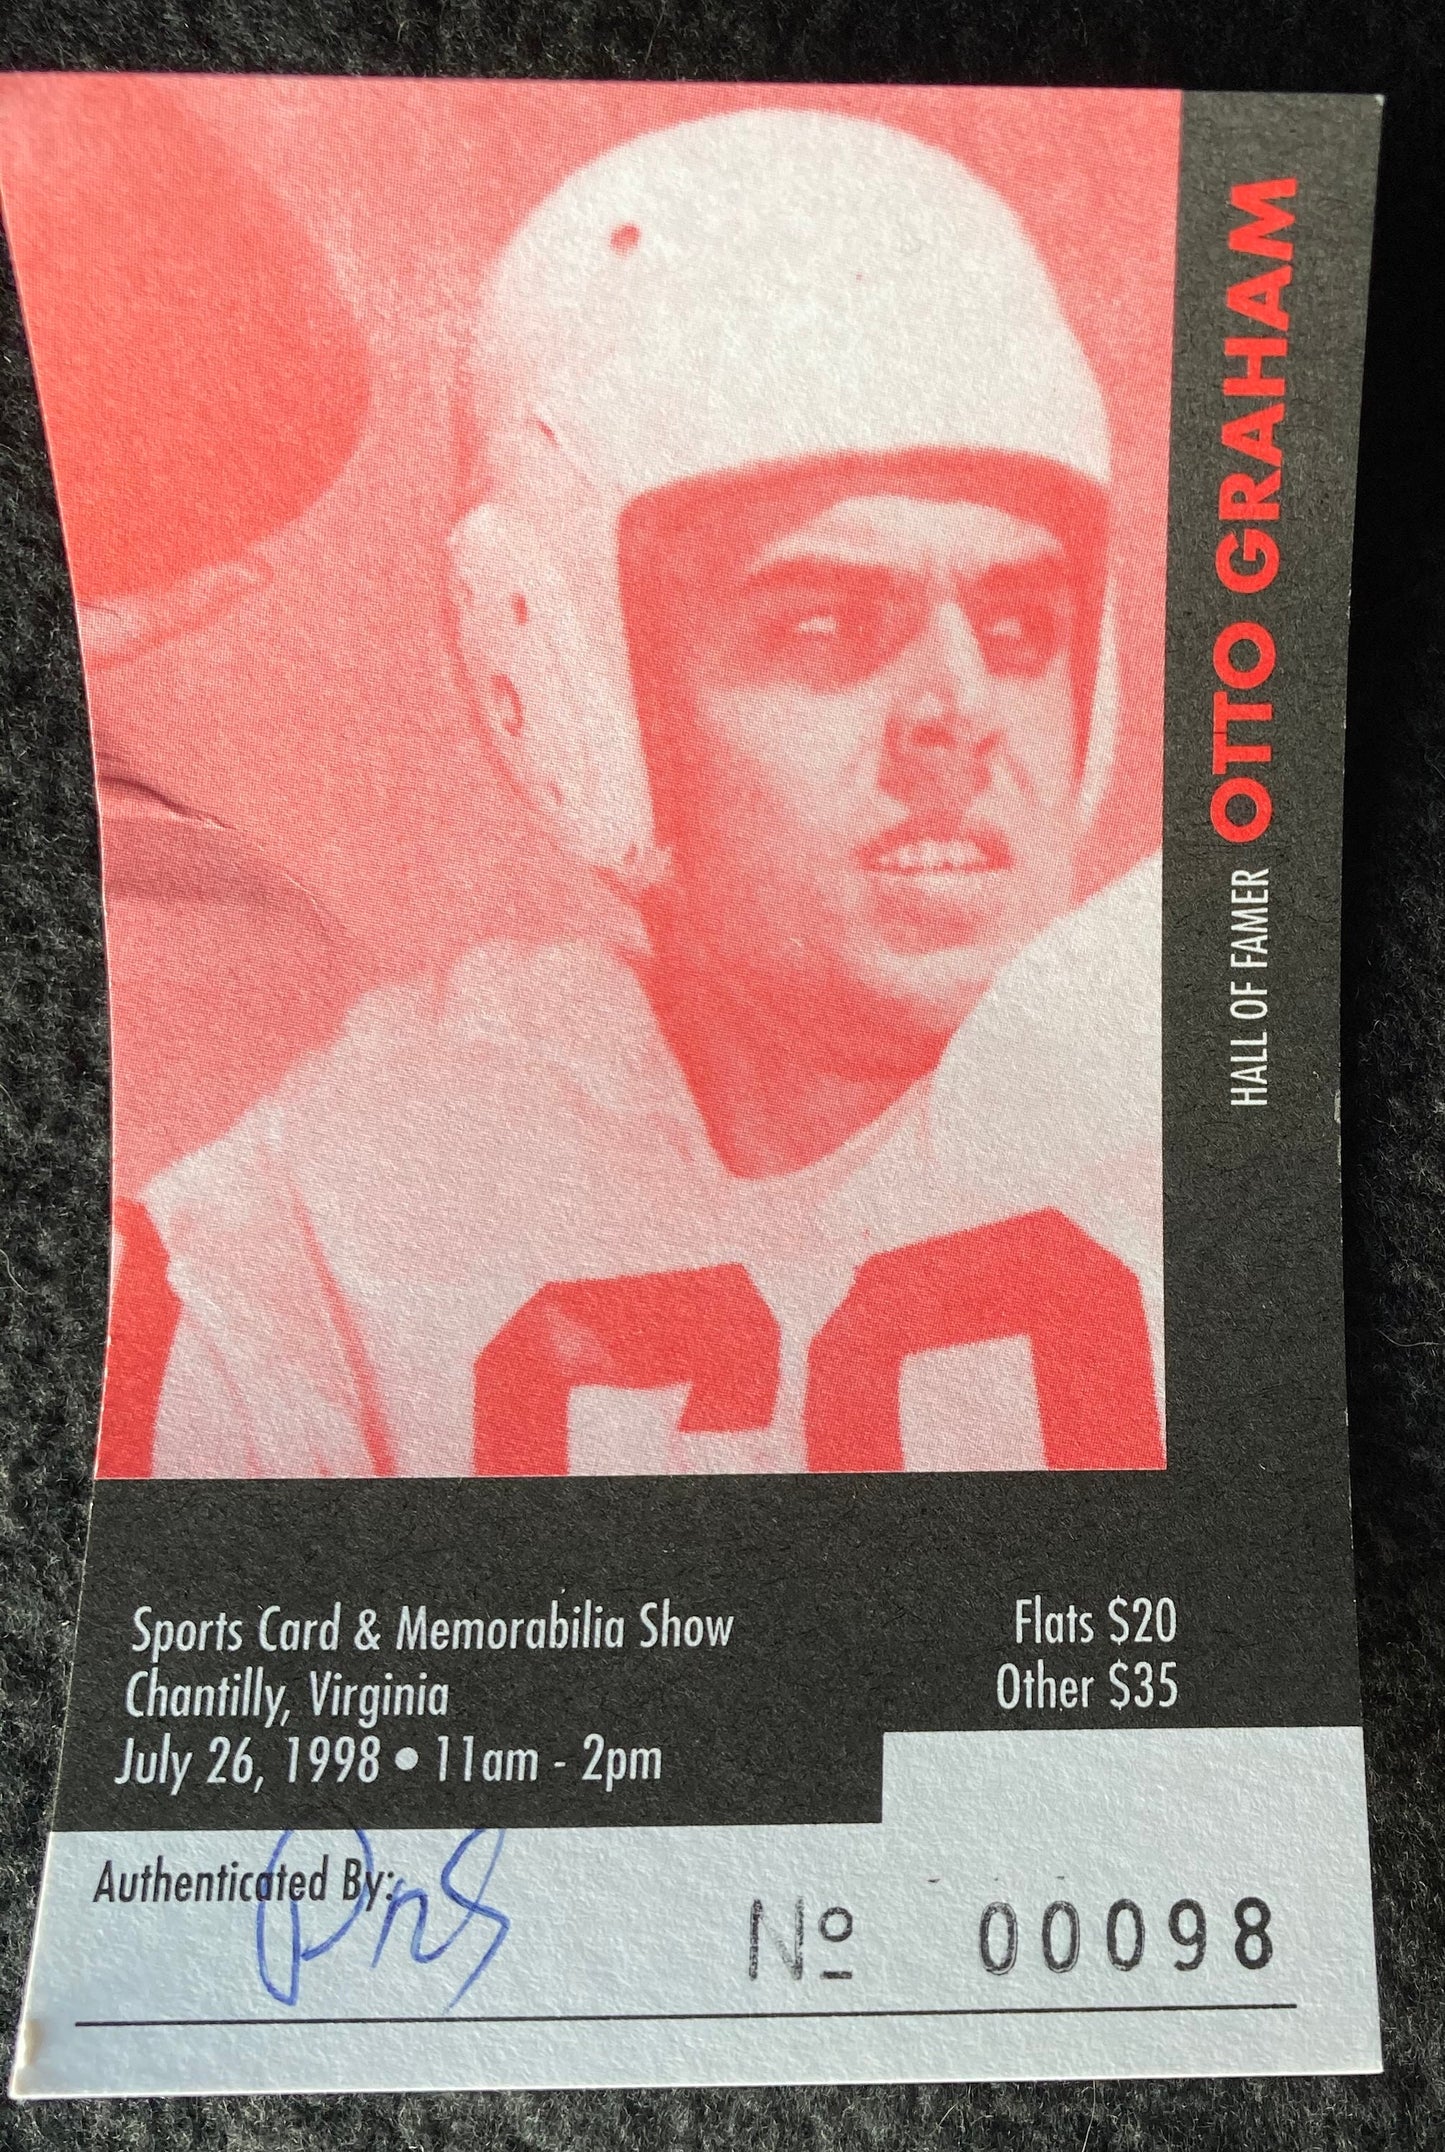 HALL OF FAMER OTTO GRAHAM
Sports Card & Memorabilia Show
Chantilly, Virginia
July 26, 1998 • 11am - 2pm
Flats $20
Other $35
Authenticated By:
Nº 00098